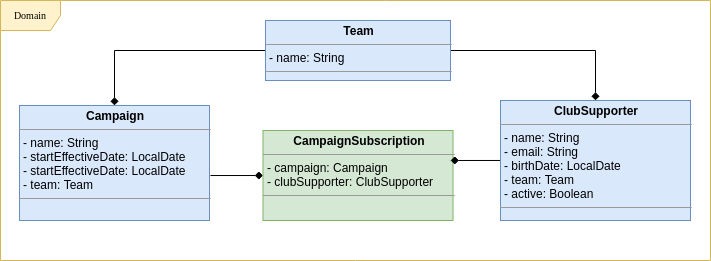 Domain
Team
- name: String
Campaign
- name: String
- startEffectiveDate: LocalDate
- startEffectiveDate: LocalDate
- team: Team
CampaignSubscription
- campaign: Campaign
- clubSupporter: ClubSupporter
ClubSupporter
- name: String
- email: String
- birthDate: LocalDate
- team: Team
- active: Boolean